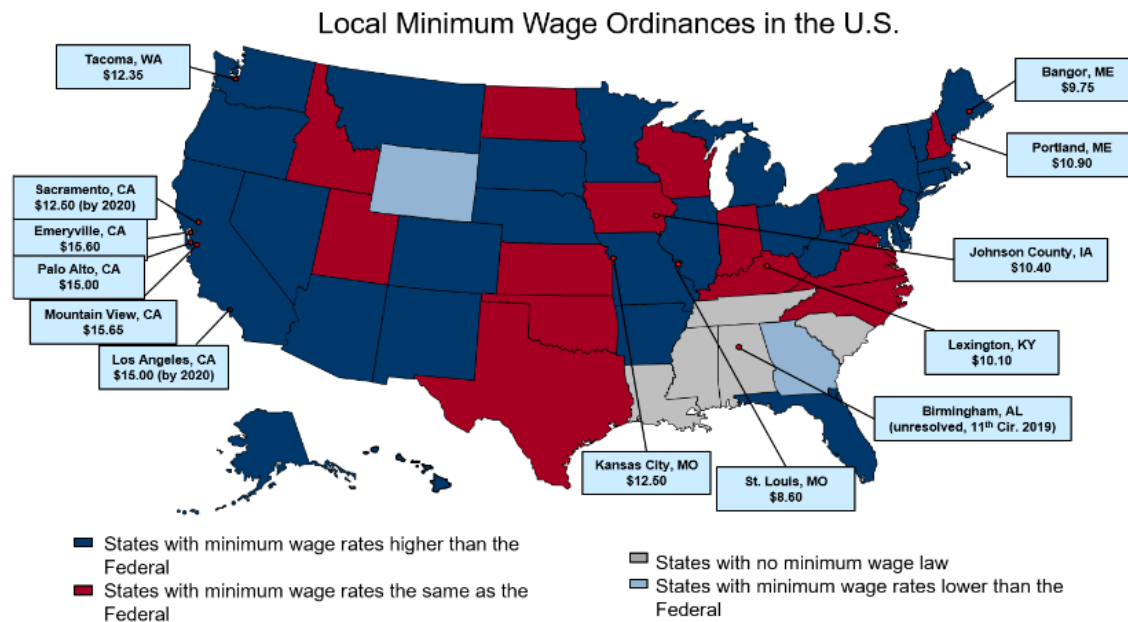 Local Minimum Wage Ordinances in the U.S.
Tacoma, WA
$12.35
Bangor, ME
$9.75
Portland, ME
$10.90
Sacramento, CA
$12.50 (by 2020)
Emeryville, CA
$15.60
Palo Alto, CA
$15.00
Mountain View, CA
$15.65
Los Angeles, CA
$15.00 (by 2020)
Johnson County, IA
$10.40
Lexington, KY
$10.10
Birmingham, AL
(unresolved, 11th Cir. 2019)
Kansas City, MO
$12.50
St. Louis, MO
$8.60
States with minimum wage rates higher than the
Federal
States with minimum wage rates the same as the
Federal
States with no minimum wage law
States with minimum wage rates lower than the
Federal